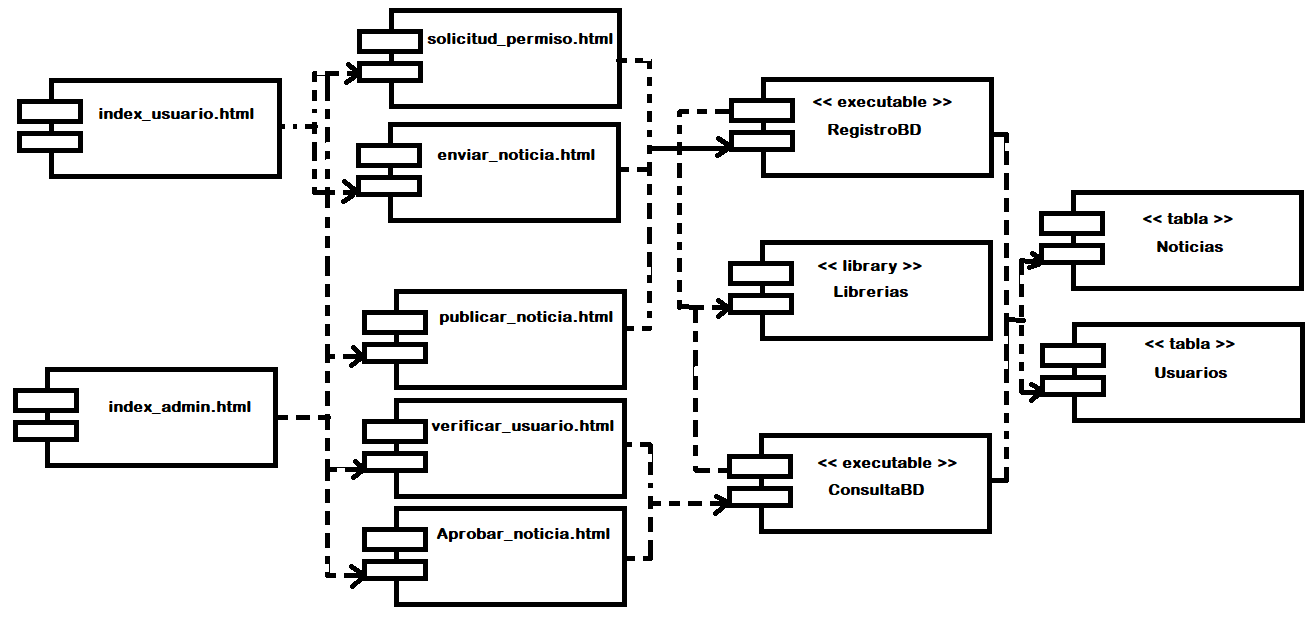 solicitud_permiso.html
index_usuario.html
enviar_noticia.html
publicar_noticia.html
index_admin.html
verificar_usuario.html
Aprobar_noticia.html
<< executable >>
RegistroBD
<< library >>
Librerias
<< executable >>
ConsultaBD
<< tabla >>
Noticias
<< tabla >>
Usuarios